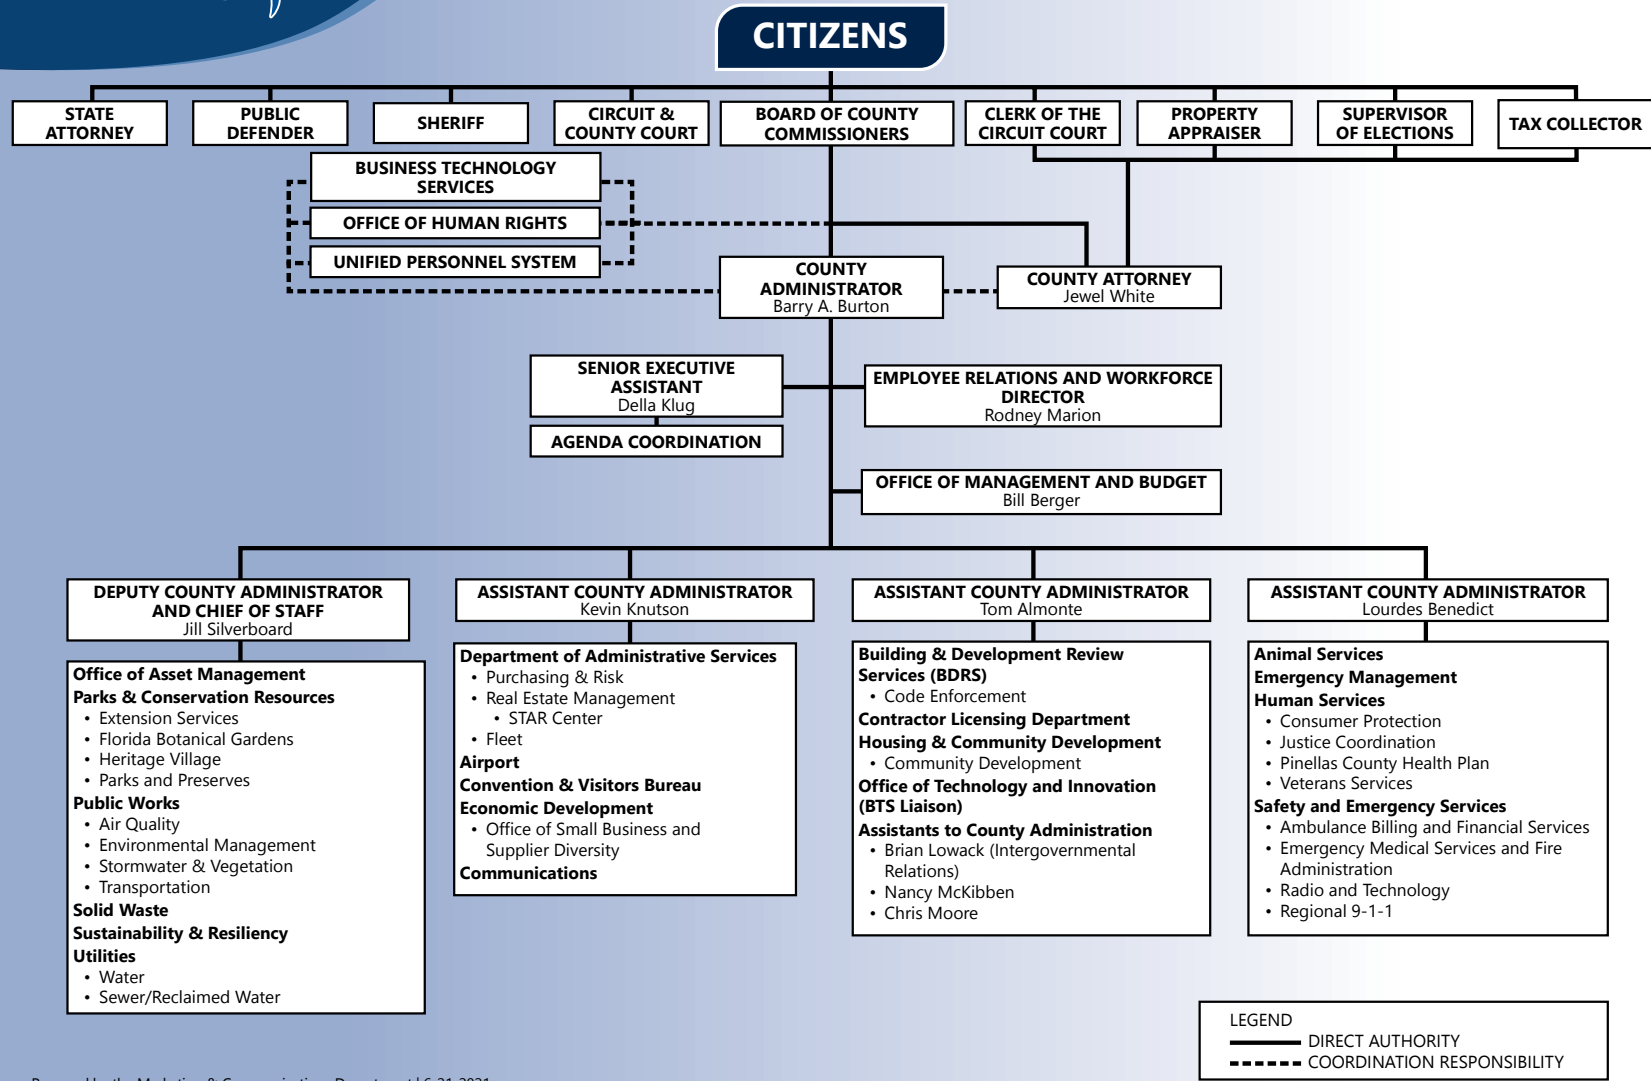 CITIZENS
STATE
ATTORNEY
PUBLIC
DEFENDER
SHERIFF
CIRCUIT &
COUNTY COURT
BOARD OF COUNTY
COMMISSIONERS
CLERK OF THE
CIRCUIT COURT
PROPERTY
APPRAISER
SUPERVISOR
OF ELECTIONS
TAX COLLECTOR
BUSINESS TECHNOLOGY
SERVICES
OFFICE OF HUMAN RIGHTS
UNIFIED PERSONNEL SYSTEM
COUNTY
ADMINISTRATOR
Barry A. Burton
COUNTY ATTORNEY
Jewel White
SENIOR EXECUTIVE
ASSISTANT
Della Klug
AGENDA COORDINATION
EMPLOYEE RELATIONS AND WORKFORCE
DIRECTOR
Rodney Marion
OFFICE OF MANAGEMENT AND BUDGET
Bill Berger
DEPUTY COUNTY ADMINISTRATOR
AND CHIEF OF STAFF
Jill Silverboard
Office of Asset Management
Parks & Conservation Resources
• Extension Services
• Florida Botanical Gardens
• Heritage Village
• Parks and Preserves
Public Works
• Air Quality
• Environmental Management
• Stormwater & Vegetation
• Transportation
Solid Waste
Sustainability & Resiliency
Utilities
• Water
• Sewer/Reclaimed Water
ASSISTANT COUNTY ADMINISTRATOR
Kevin Knutson
Department of Administrative Services
• Purchasing & Risk
• Real Estate Management
• STAR Center
• Fleet
Airport
Convention & Visitors Bureau
Economic Development
• Office of Small Business and
Supplier Diversity
Communications
ASSISTANT COUNTY ADMINISTRATOR
Tom Almonte
Building & Development Review
Services (BDRS)
• Code Enforcement
Contractor Licensing Department
Housing & Community Development
• Community Development
Office of Technology and Innovation
(BTS Liaison)
Assistants to County Administration
• Brian Lowack (Intergovernmental
Relations)
• Nancy McKibben
• Chris Moore
ASSISTANT COUNTY ADMINISTRATOR
Lourdes Benedict
Animal Services
Emergency Management
Human Services
• Consumer Protection
• Justice Coordination
• Pinellas County Health Plan
• Veterans Services
Safety and Emergency Services
• Ambulance Billing and Financial Services
• Emergency Medical Services and Fire
Administration
• Radio and Technology
• Regional 9-1-1
LEGEND
DIRECT AUTHORITY
COORDINATION RESPONSIBILITY
Prepared by the Marketing & Communications Department | 6-21-2021